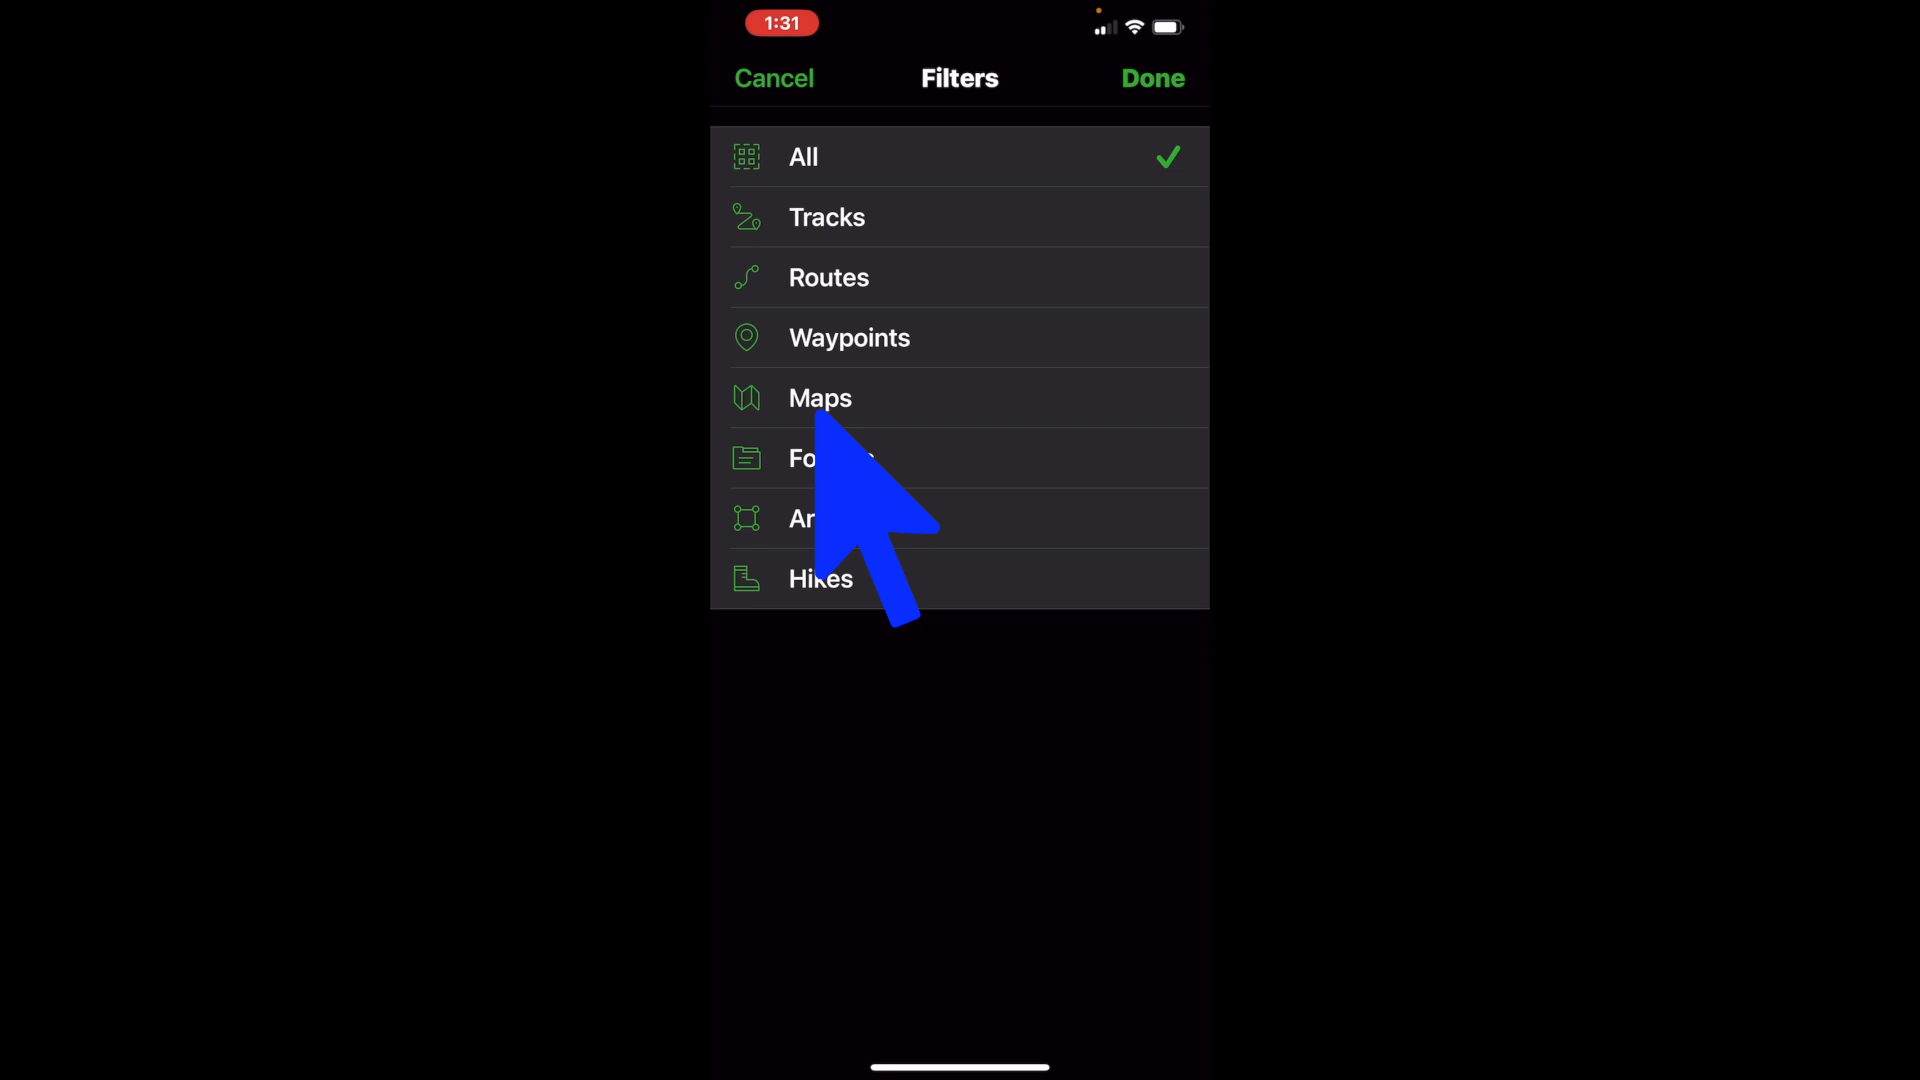 1:31
Cancel
Filters
Done
All
Tracks
Routes
Waypoints
Maps
Hikes